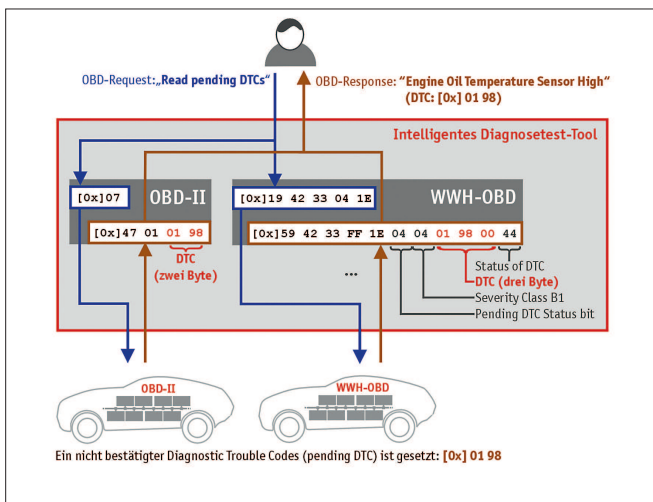 OBD-Request: „Read pending DTCs“
OBD-Response: “Engine Oil Temperature Sensor High“
(DTC: [0x] 01 98)
Intelligentes Diagnosetest-Tool
[0x]07
OBD-II
[0x]47 01 01 98
DTC
(zwei Byte)
[0x]19 42 33 04 1E
WWH-OBD
[0x]59 42 33 FF 1E 04 04 01 98 00 44
...
Status of DTC
DTC (drei Byte)
Severity Class B1
Pending DTC Status bit
OBD-II
WWH-OBD
Ein nicht bestätigter Diagnostic Trouble Codes (pending DTC) ist gesetzt: [0x] 01 98